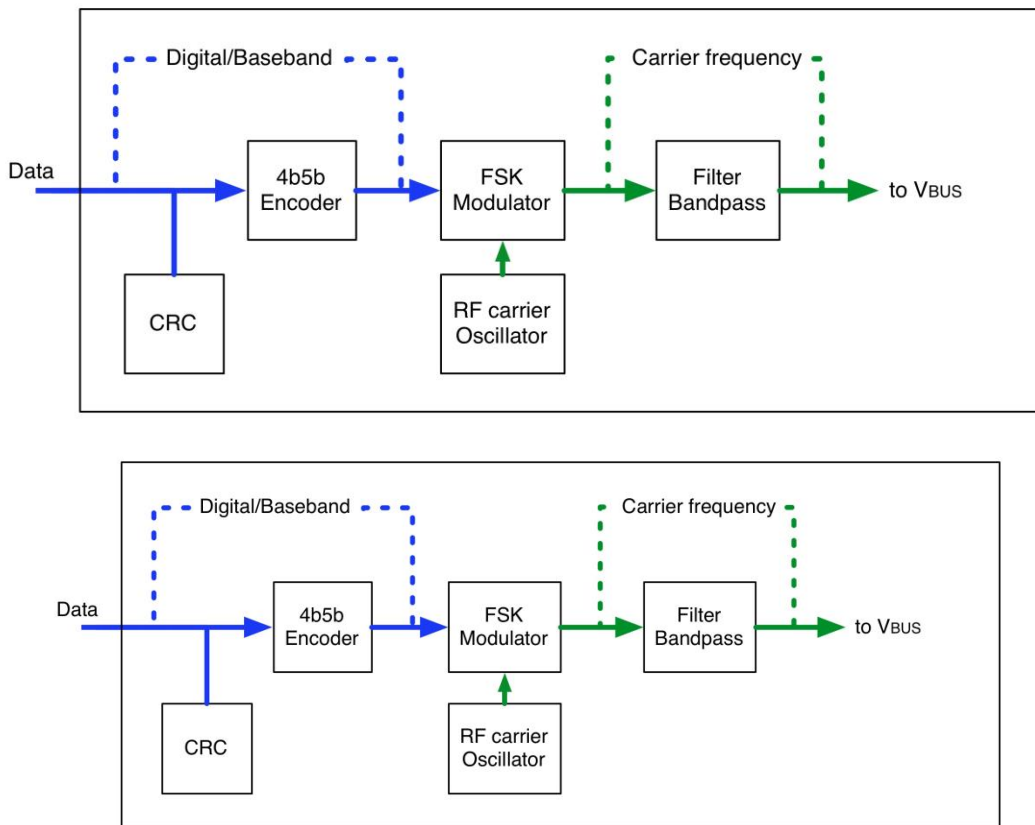 Digital/Baseband
Carrier frequency
Data
4b5b
Encoder
FSK
Modulator
Filter
Bandpass
to VBUS
CRC
RF carrier
Oscillator
Digital/Baseband
Carrier frequency
Data
4b5b
Encoder
FSK
Modulator
Filter
Bandpass
to VBUS
CRC
RF carrier
Oscillator